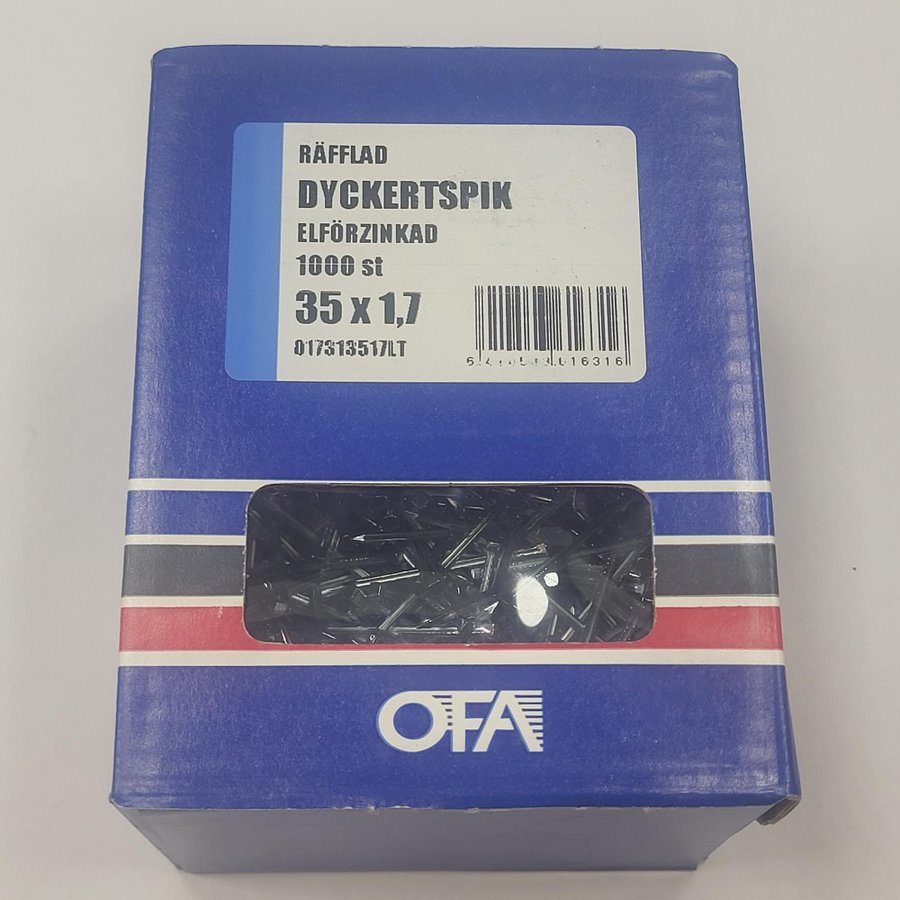 RÄFFLAD
DYCKERTSPIK
ELFÖRZINKAD
1000 st
35 x 1,7
017313517LT
OFA